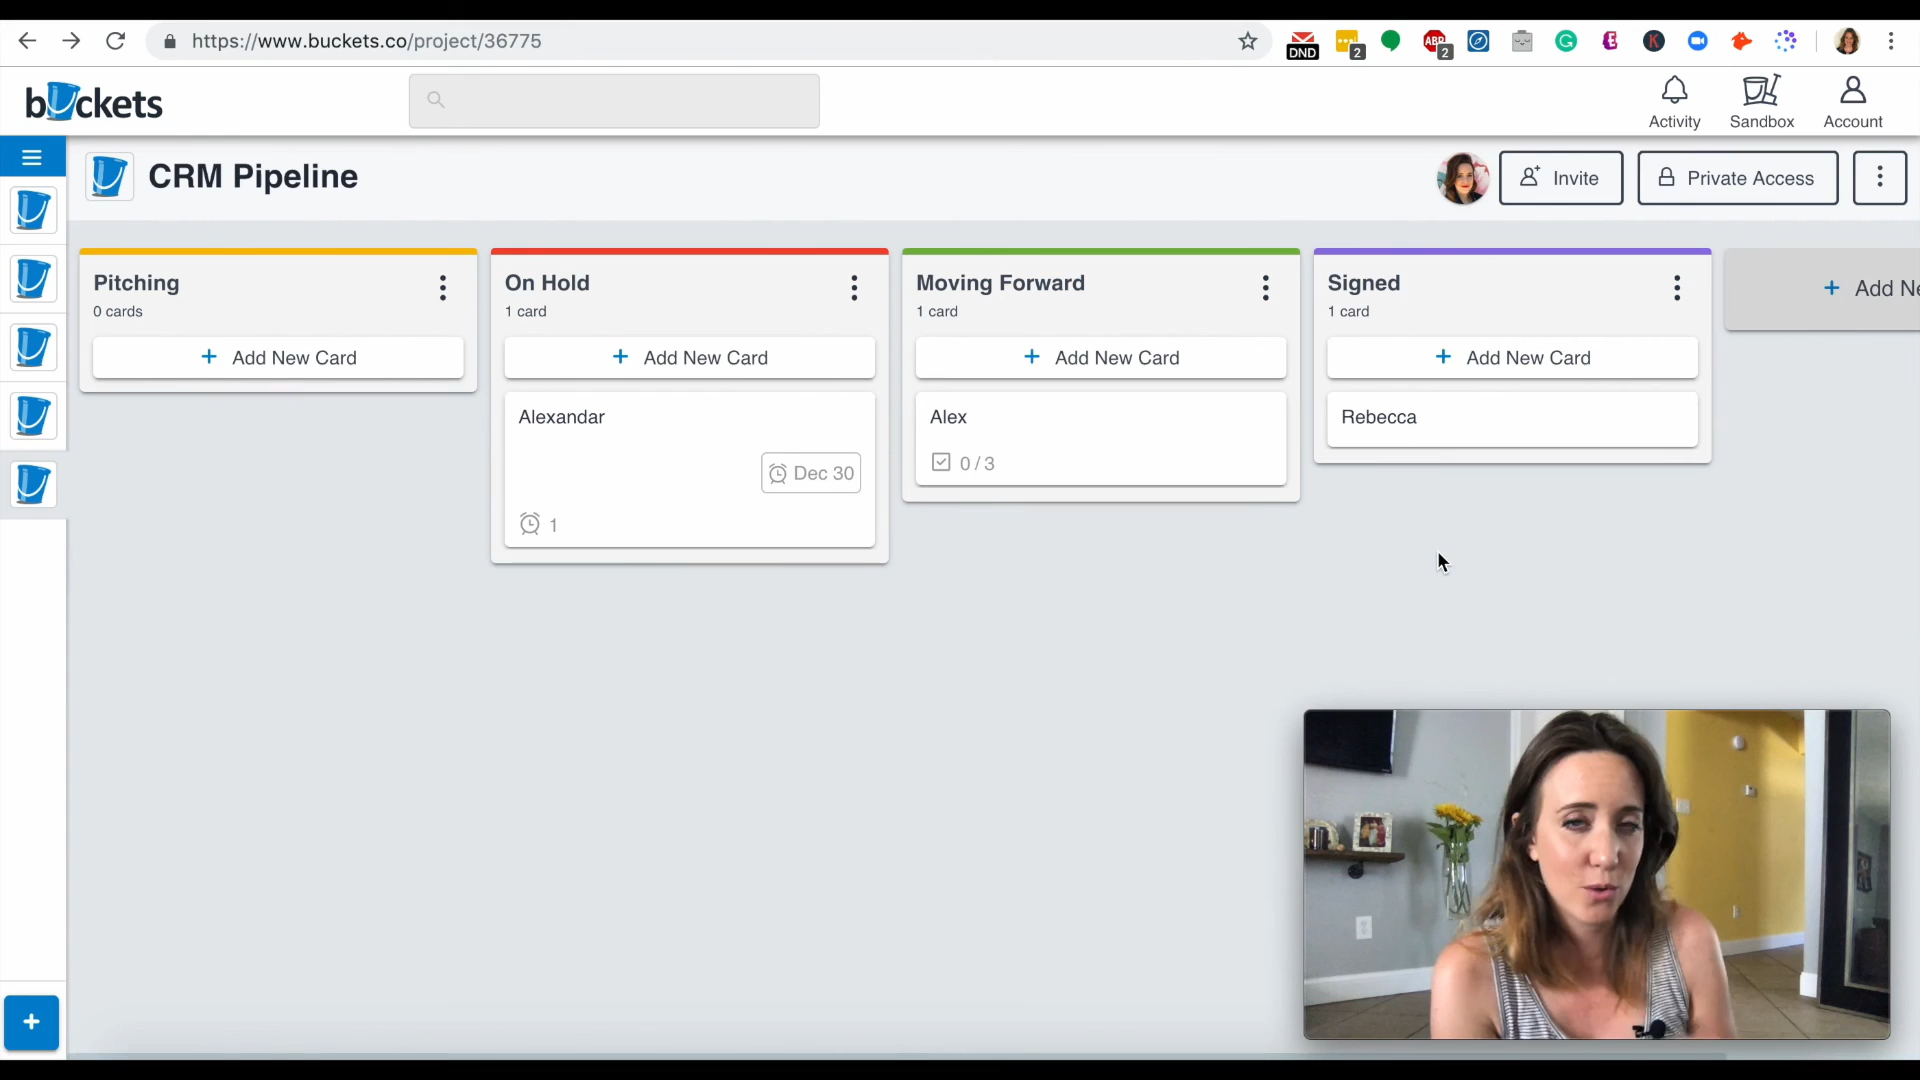 https://www.buckets.co/project/36775
DND
2
ABP
2
G
K
buckets
Activity
Sandbox
Account
CRM Pipeline
Invite
Private Access
Pitching
0 cards
+ Add New Card
On Hold
1 card
+ Add New Card
Alexandar
Dec 30
1
Moving Forward
1 card
+ Add New Card
Alex
0 / 3
Signed
1 card
+ Add New Card
Rebecca
+ Add Ne
+